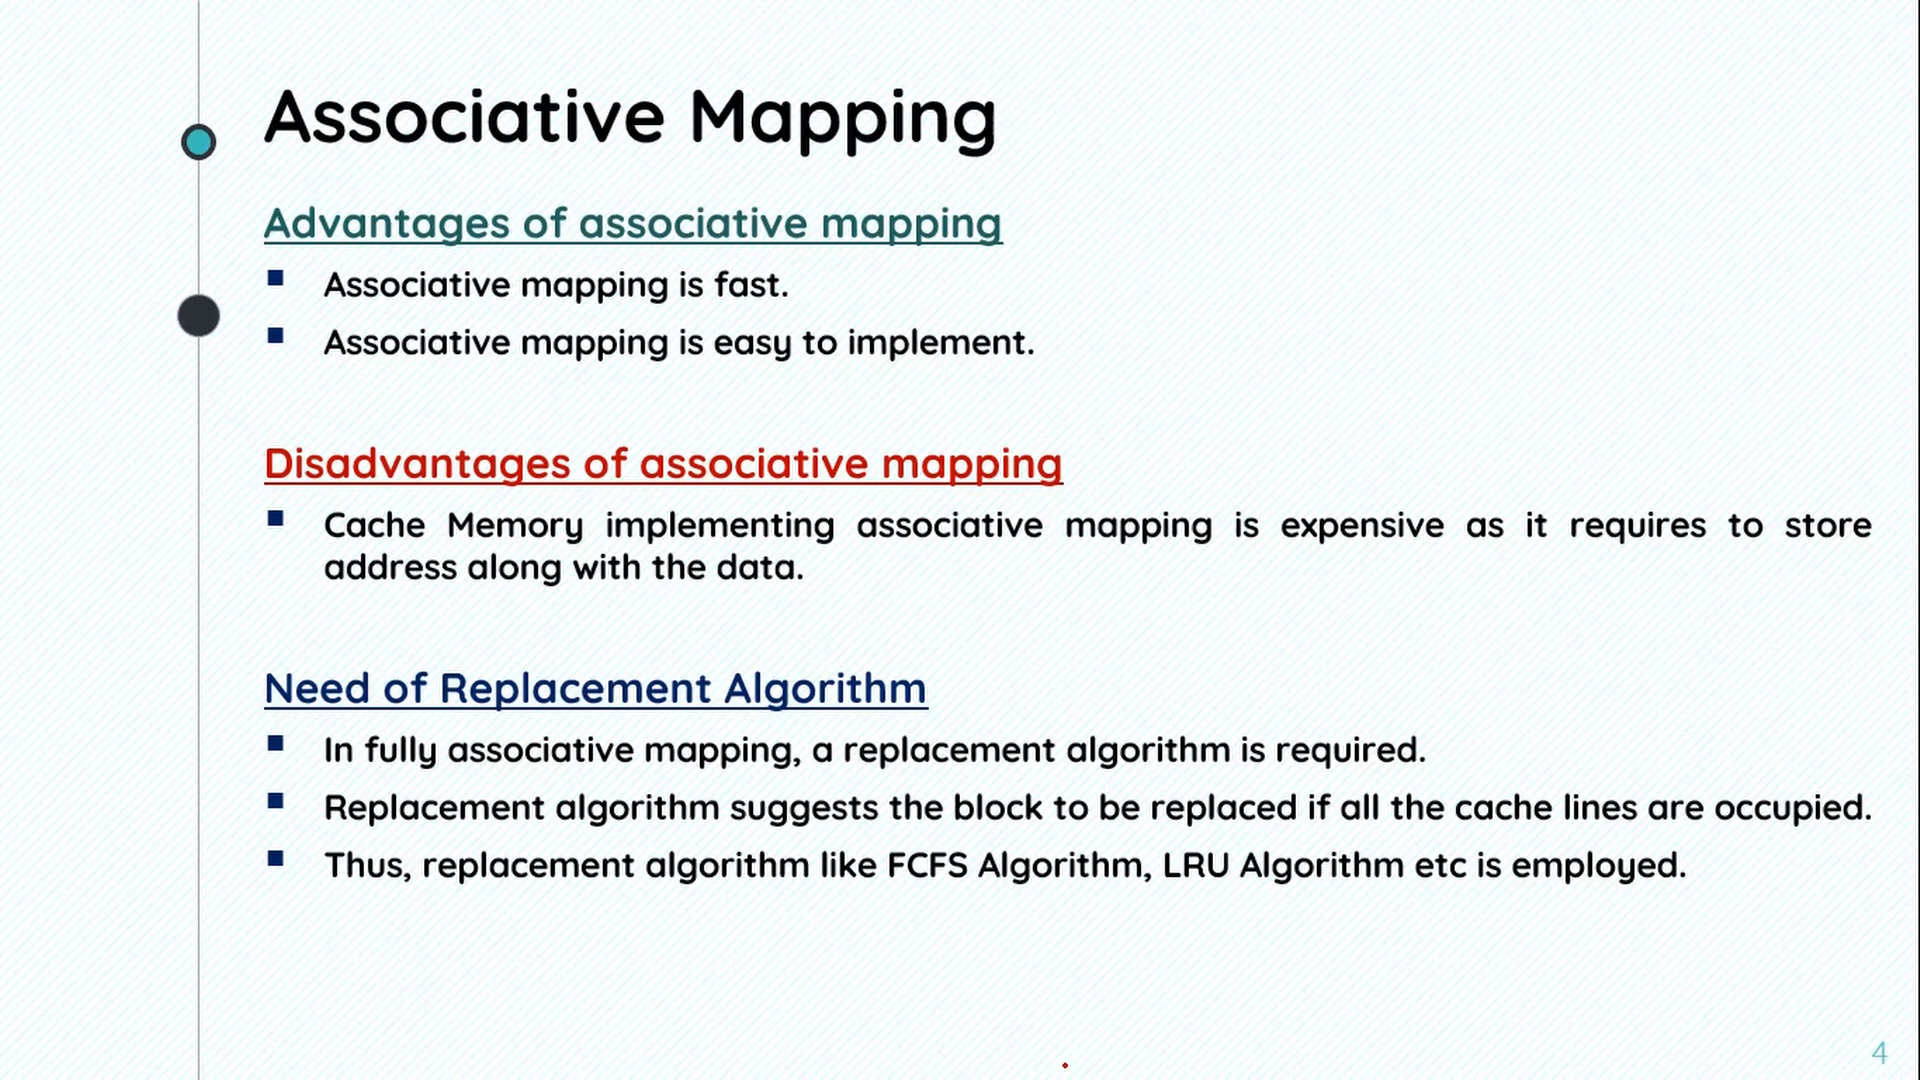 Associative Mapping
Advantages of associative mapping
▪ Associative mapping is fast.
▪ Associative mapping is easy to implement.
Disadvantages of associative mapping
▪ Cache Memory implementing associative mapping is expensive as it requires to store
address along with the data.
Need of Replacement Algorithm
▪ In fully associative mapping, a replacement algorithm is required.
▪ Replacement algorithm suggests the block to be replaced if all the cache lines are occupied.
▪ Thus, replacement algorithm like FCFS Algorithm, LRU Algorithm etc is employed.
4